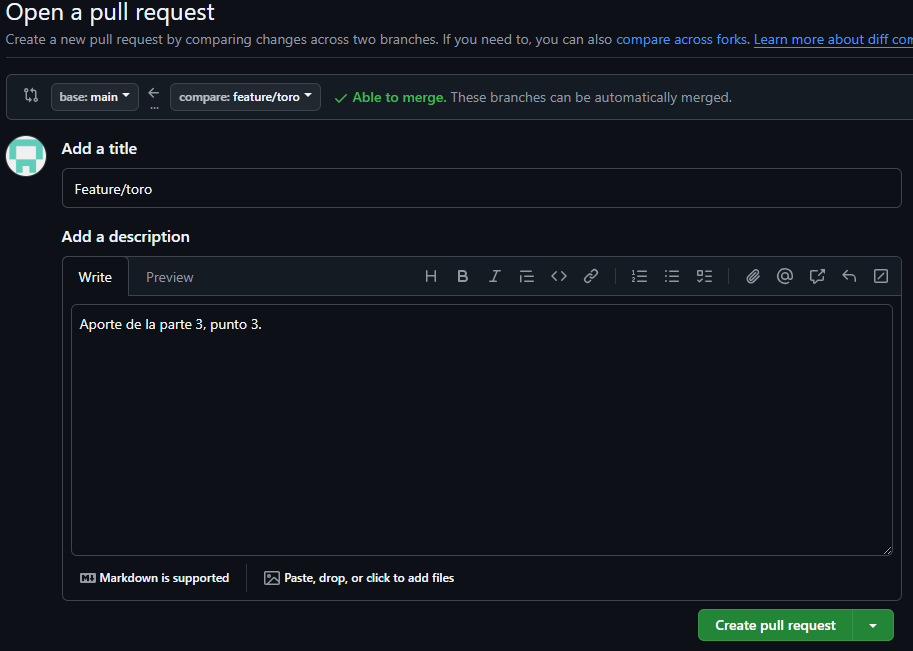 Open a pull request
Create a new pull request by comparing changes across two branches. If you need to, you can also compare across forks. Learn more about diff com
base: main
...
compare: feature/toro
Able to merge. These branches can be automatically merged.
Add a title
Feature/toro
Add a description
Write Preview
Aporte de la parte 3, punto 3.
Markdown is supported
Paste, drop, or click to add files
Create pull request